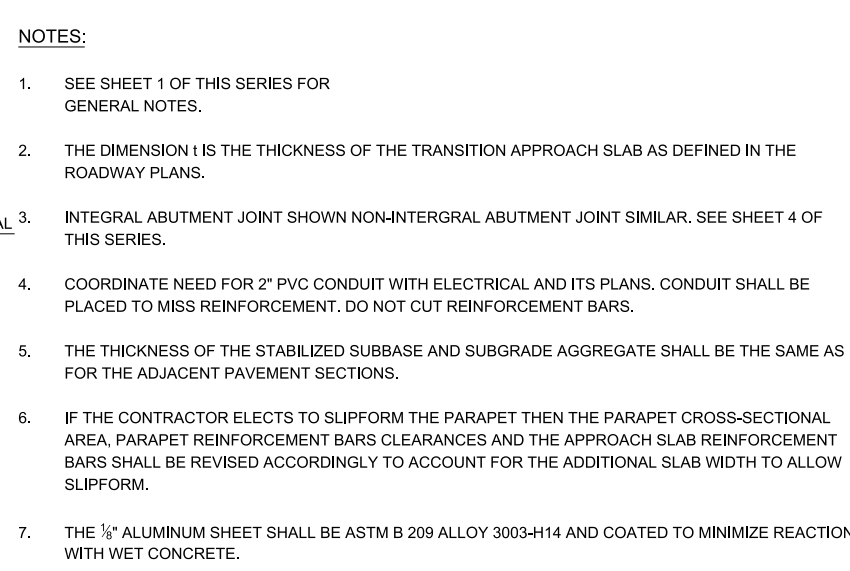 NOTES:
1. SEE SHEET 1 OF THIS SERIES FOR
GENERAL NOTES.
2. THE DIMENSION t IS THE THICKNESS OF THE TRANSITION APPROACH SLAB AS DEFINED IN THE
ROADWAY PLANS.
AL
3. INTEGRAL ABUTMENT JOINT SHOWN NON-INTERGRAL ABUTMENT JOINT SIMILAR. SEE SHEET 4 OF
THIS SERIES.
4. COORDINATE NEED FOR 2" PVC CONDUIT WITH ELECTRICAL AND ITS PLANS. CONDUIT SHALL BE
PLACED TO MISS REINFORCEMENT. DO NOT CUT REINFORCEMENT BARS.
5. THE THICKNESS OF THE STABILIZED SUBBASE AND SUBGRADE AGGREGATE SHALL BE THE SAME AS
FOR THE ADJACENT PAVEMENT SECTIONS.
6. IF THE CONTRACTOR ELECTS TO SLIPFORM THE PARAPET THEN THE PARAPET CROSS-SECTIONAL
AREA, PARAPET REINFORCEMENT BARS CLEARANCES AND THE APPROACH SLAB REINFORCEMENT
BARS SHALL BE REVISED ACCORDINGLY TO ACCOUNT FOR THE ADDITIONAL SLAB WIDTH TO ALLOW
SLIPFORM.
7. THE ⅛" ALUMINUM SHEET SHALL BE ASTM B 209 ALLOY 3003-H14 AND COATED TO MINIMIZE REACTION
WITH WET CONCRETE.